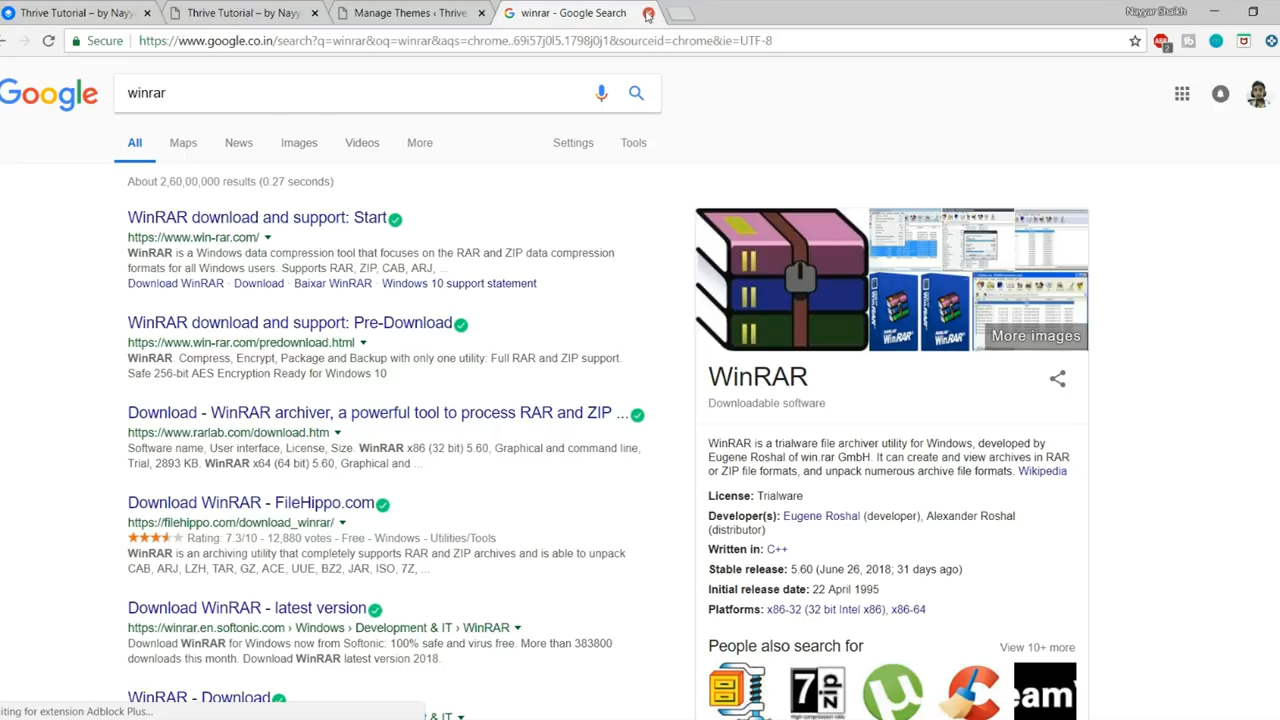 Thrive Tutorial – by Nayy
Thrive Tutorial – by Nayy
Manage Themes ‹ Thrive
winrar - Google Search
Nayyar Shaikh
Secure
https://www.google.co.in/search?q=winrar&oq=winrar&aqs=chrome..69i57j0l5.1798j0j1&sourceid=chrome&ie=UTF-8
2
Google
winrar
All
Maps
News
Images
Videos
More
Settings
Tools
About 2,60,00,000 results (0.27 seconds)
WinRAR download and support: Start
https://www.win-rar.com/
WinRAR is a Windows data compression tool that focuses on the RAR and ZIP data compression
formats for all Windows users. Supports RAR, ZIP, CAB, ARJ, ...
Download WinRAR · Download · Baixar WinRAR · Windows 10 support statement
WinRAR download and support: Pre-Download
https://www.win-rar.com/predownload.html
WinRAR. Compress, Encrypt, Package and Backup with only one utility: Full RAR and ZIP support.
Safe 256-bit AES Encryption Ready for Windows 10
Download - WinRAR archiver, a powerful tool to process RAR and ZIP ...
https://www.rarlab.com/download.htm
Software name, User interface, License, Size. WinRAR x86 (32 bit) 5.60, Graphical and command line,
Trial, 2893 KB. WinRAR x64 (64 bit) 5.60, Graphical and ...
Download WinRAR - FileHippo.com
https://filehippo.com/download_winrar/
Rating: 7.3/10 - 12,880 votes - Free - Windows - Utilities/Tools
WinRAR is an archiving utility that completely supports RAR and ZIP archives and is able to unpack
CAB, ARJ, LZH, TAR, GZ, ACE, UUE, BZ2, JAR, ISO, 7Z, ...
Download WinRAR - latest version
https://winrar.en.softonic.com › Windows › Development & IT › WinRAR
Download WinRAR for Windows now from Softonic: 100% safe and virus free. More than 383800
downloads this month. Download WinRAR latest version 2018.
WinRAR - Download
& IT ›
iting for extension Adblock Plus...
More images
WinRAR
Downloadable software
WinRAR is a trialware file archiver utility for Windows, developed by
Eugene Roshal of win.rar GmbH. It can create and view archives in RAR
or ZIP file formats, and unpack numerous archive file formats. Wikipedia
License: Trialware
Developer(s): Eugene Roshal (developer), Alexander Roshal
(distributor)
Written in: C++
Stable release: 5.60 (June 26, 2018; 31 days ago)
Initial release date: 22 April 1995
Platforms: x86-32 (32 bit Intel x86), x86-64
People also search for
View 10+ more
7zip
eam